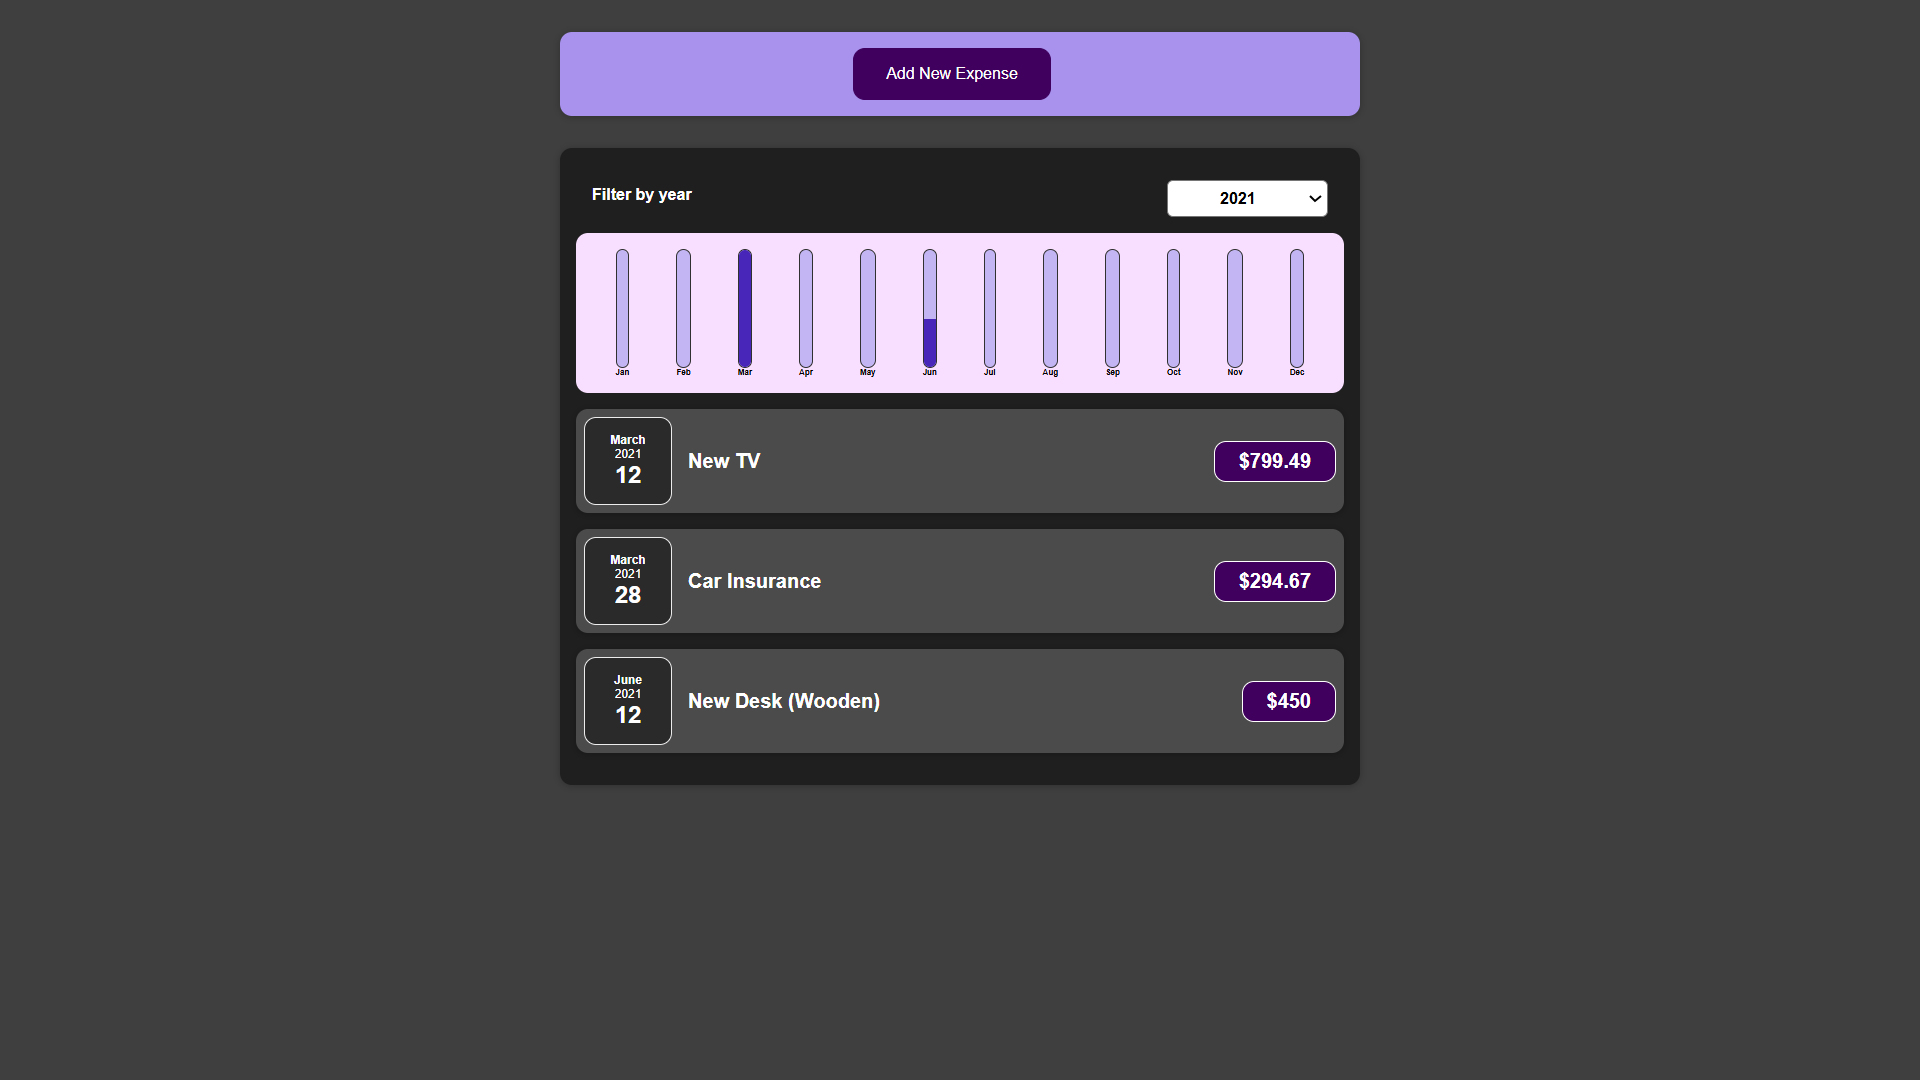 Add New Expense
Filter by year
2021
Jan Feb Mar Apr May Jun Jul Aug Sep Oct Nov Dec
March
2021
12
New TV
$799.49
March
2021
28
Car Insurance
$294.67
June
2021
12
New Desk (Wooden)
$450